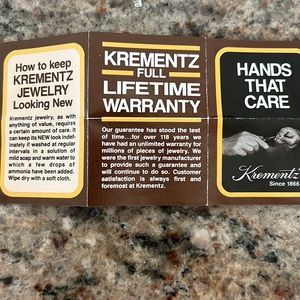 How to keep
KREMENTZ
JEWELRY
Looking New
Krementz jewelry, as with
anything of value, requires
a certain amount of care. It
can keep its NEW look indef-
initely if washed at regular
intervals in a solution of
mild soap and warm water to
which a few drops of
ammonia have been added.
Wipe dry with a soft cloth.
KREMENTZ
FULL
LIFETIME
WARRANTY
Our guarantee has stood the test
of time...for over 118 years we
have had an unlimited warranty for
millions of pieces of jewelry. We
were the first jewelry manufacturer
to provide such a guarantee and
will continue to do so. Customer
satisfaction is always first and
foremost at Krementz.
HANDS
THAT
CARE
Krementz
Since 1866